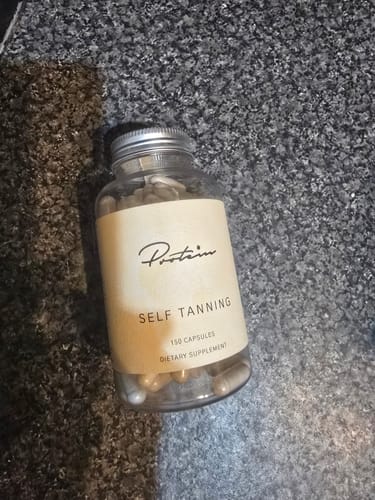 Protein
SELF TANNING
150 CAPSULES
DIETARY SUPPLEMENT